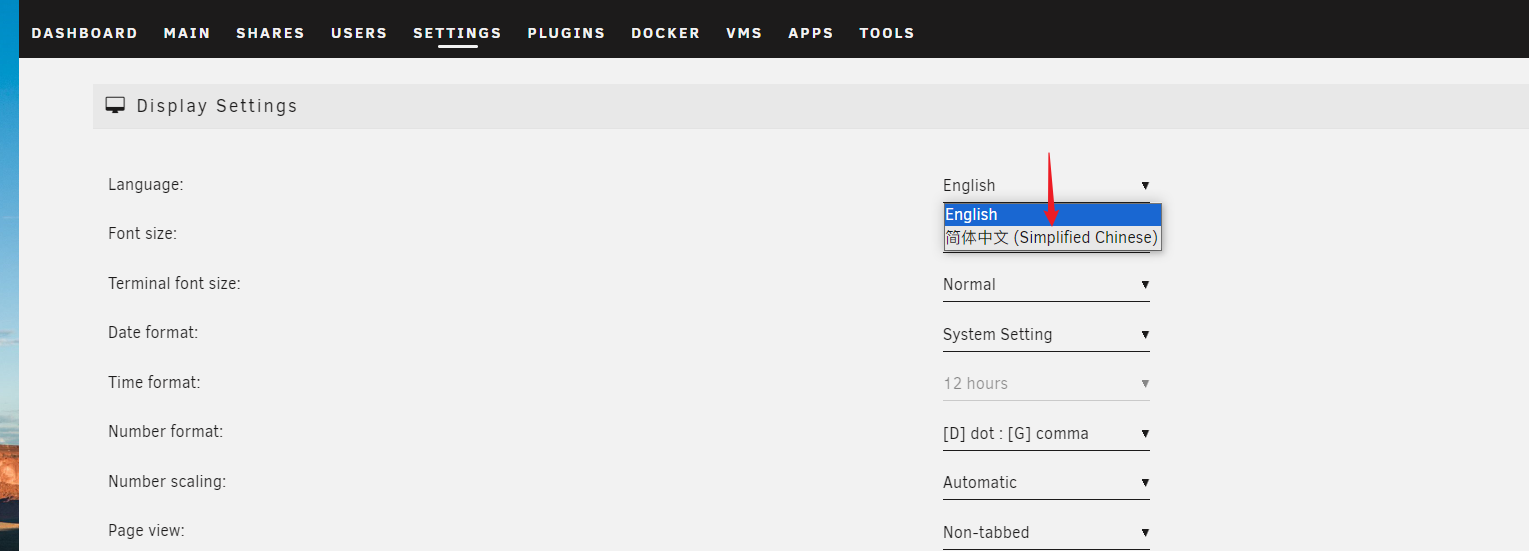 DASHBOARD MAIN SHARES USERS SETTINGS PLUGINS DOCKER VMS APPS TOOLS
Display Settings
Language: English
English
Font size:
简体中文 (Simplified Chinese)
Terminal font size: Normal
Date format: System Setting
Time format: 12 hours
Number format: [D] dot : [G] comma
Number scaling: Automatic
Page view: Non-tabbed